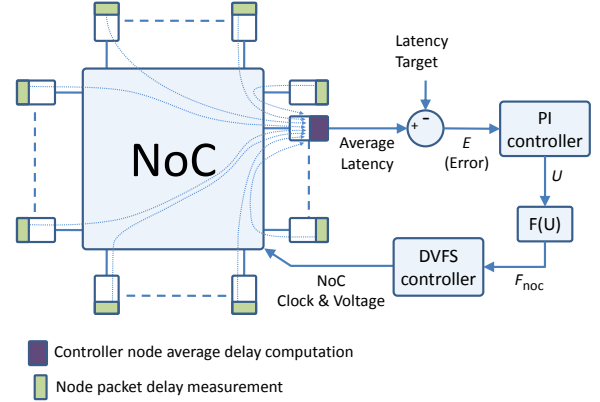 Latency
Target
NoC
+ −
Average
Latency
E
(Error)
PI
controller
U
F(U)
DVFS
controller
Fnoc
NoC
Clock & Voltage
Controller node average delay computation
Node packet delay measurement